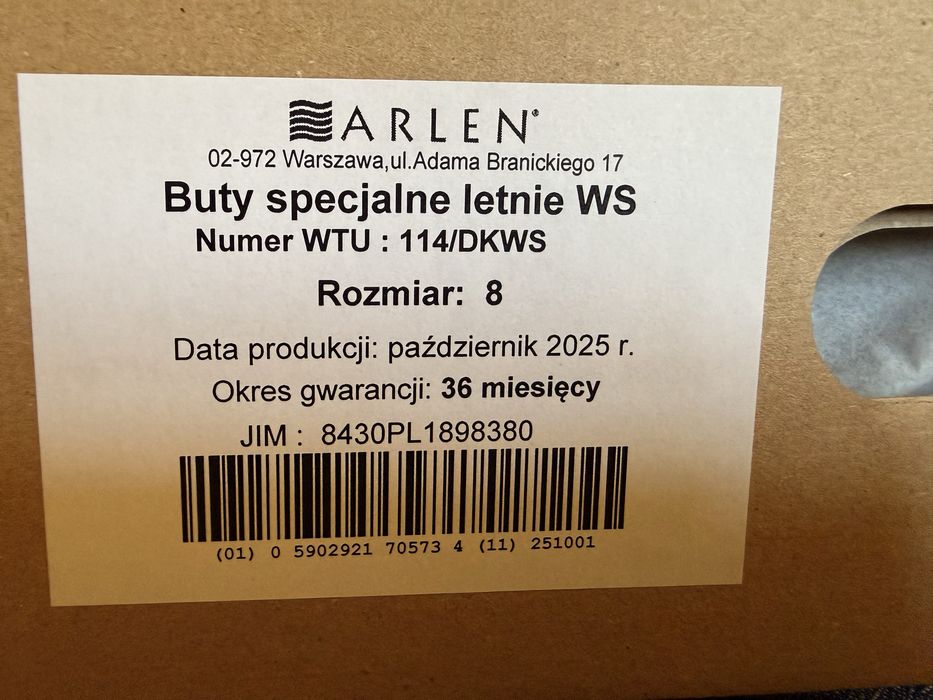 ARLEN®
02-972 Warszawa,ul.Adama Branickiego 17
Buty specjalne letnie WS
Numer WTU : 114/DKWS
Rozmiar: 8
Data produkcji: październik 2025 r.
Okres gwarancji: 36 miesięcy
JIM : 8430PL1898380
(01) 0 5902921 70573 4 (11) 251001